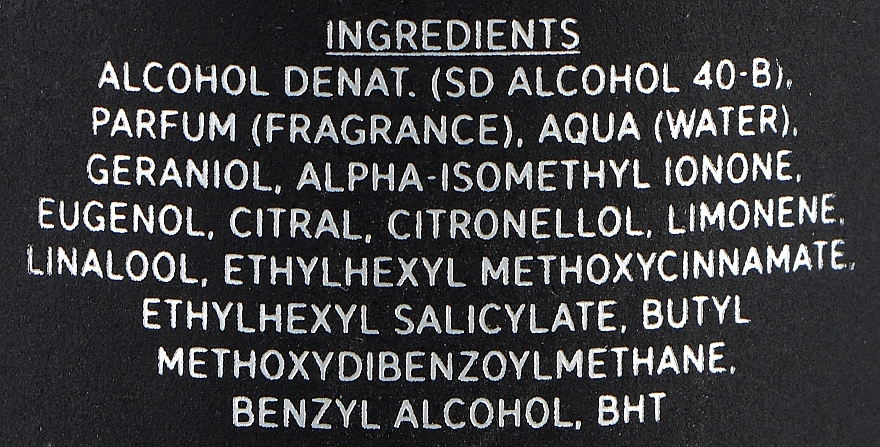 INGREDIENTS
ALCOHOL DENAT. (SD ALCOHOL 40-B),
PARFUM (FRAGRANCE), AQUA (WATER),
GERANIOL, ALPHA-ISOMETHYL IONONE,
EUGENOL, CITRAL, CITRONELLOL, LIMONENE,
LINALOOL, ETHYLHEXYL METHOXYCINNAMATE,
ETHYLHEXYL SALICYLATE, BUTYL
METHOXYDIBENZOYLMETHANE,
BENZYL ALCOHOL, BHT